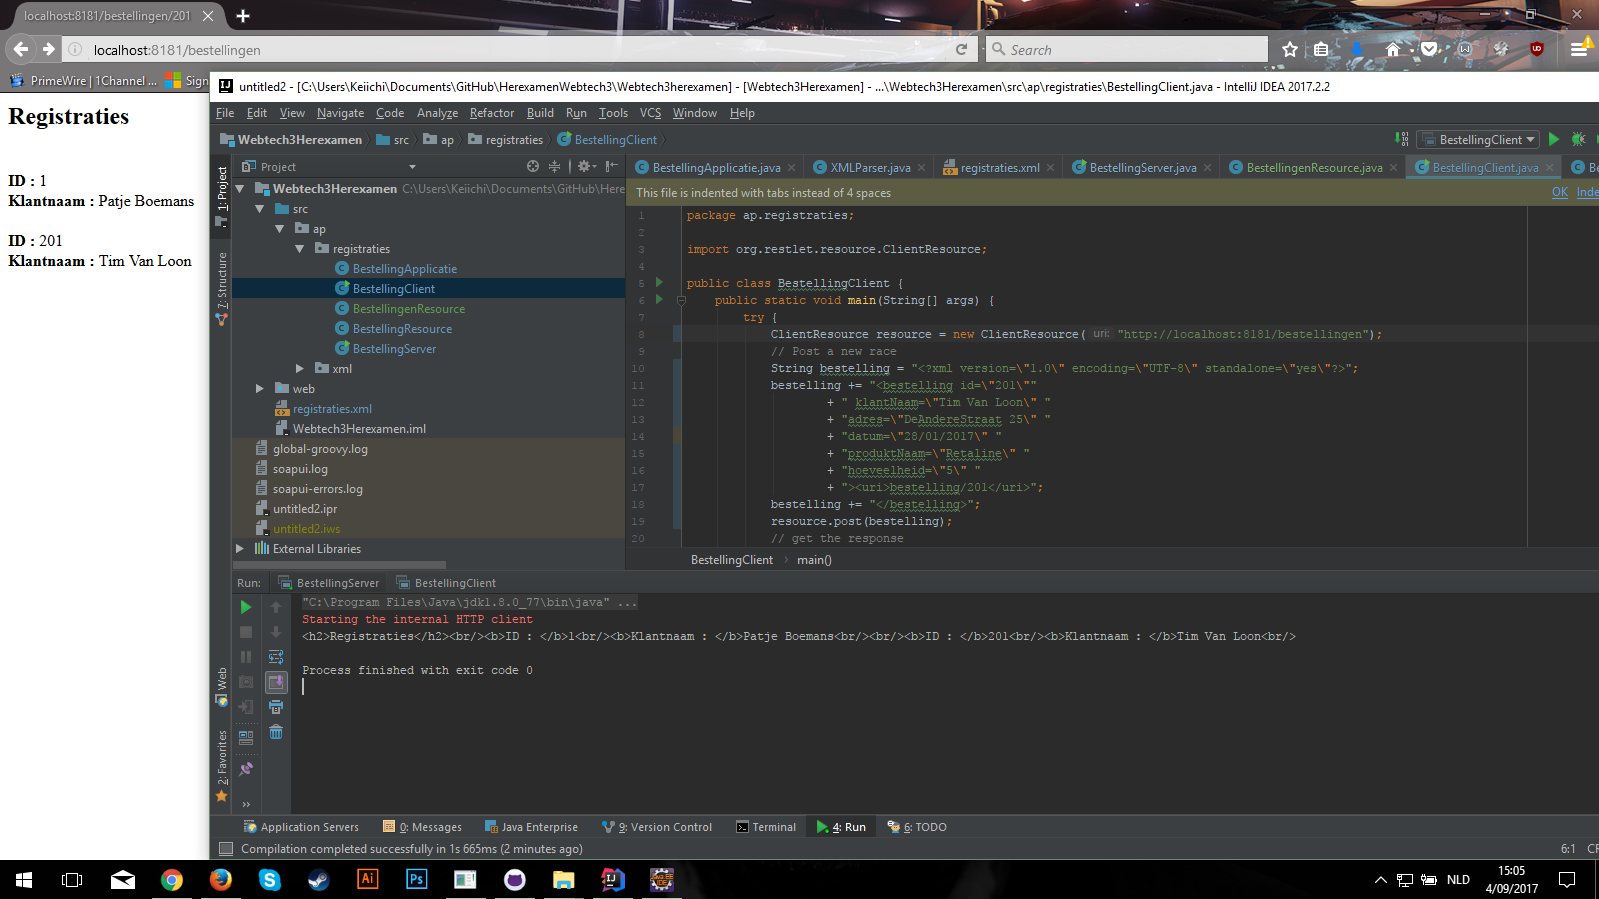 localhost:8181/bestellingen/201
localhost:8181/bestellingen
Search
PrimeWire | 1Channel ...
Sign
Registraties
ID : 1
Klantnaam : Patje Boemans
ID : 201
Klantnaam : Tim Van Loon
untitled2 - [C:\Users\Keiichi\Documents\GitHub\HerexamenWebtech3\Webtech3herexamen] - [Webtech3Herexamen] - ...\Webtech3Herexamen\src\ap\registraties\BestellingClient.java - IntelliJ IDEA 2017.2.2
File Edit View Navigate Code Analyze Refactor Build Run Tools VCS Window Help
Webtech3Herexamen src ap registraties BestellingClient
BestellingClient
1: Project
Project
BestellingApplicatie.java XMLParser.java registraties.xml BestellingServer.java BestellingenResource.java BestellingClient.java Be
Webtech3Herexamen C:\Users\Keiichi\Documents\GitHub\Here
src
ap
registraties
BestellingApplicatie
BestellingClient
BestellingenResource
BestellingResource
BestellingServer
xml
web
registraties.xml
Webtech3Herexamen.iml
global-groovy.log
soapui.log
soapui-errors.log
untitled2.ipr
untitled2.iws
External Libraries
7: Structure
This file is indented with tabs instead of 4 spaces
OK Inde
1 package ap.registraties;
2
3 import org.restlet.resource.ClientResource;
4
5 public class BestellingClient {
6 public static void main(String[] args) {
7 try {
8 ClientResource resource = new ClientResource( uri: "http://localhost:8181/bestellingen");
9 // Post a new race
10 String bestelling = "<?xml version=\"1.0\" encoding=\"UTF-8\" standalone=\"yes\"?>";
11 bestelling += "<bestelling id=\"201\""
12 + " klantNaam=\"Tim Van Loon\" "
13 + "adres=\"DeAndereStraat 25\" "
14 + "datum=\"28/01/2017\" "
15 + "produktNaam=\"Retaline\" "
16 + "hoeveelheid=\"5\" "
17 + "><uri>bestelling/201</uri>";
18 bestelling += "</bestelling>";
19 resource.post(bestelling);
20 // get the response
BestellingClient main()
Run: BestellingServer BestellingClient
"C:\Program Files\Java\jdk1.8.0_77\bin\java" ...
Starting the internal HTTP client
<h2>Registraties</h2><br/><b>ID : </b>1<br/><b>Klantnaam : </b>Patje Boemans<br/><br/><b>ID : </b>201<br/><b>Klantnaam : </b>Tim Van Loon<br/>
Process finished with exit code 0
Web
2: Favorites
Application Servers 0: Messages Java Enterprise 9: Version Control Terminal 4: Run 6: TODO
Compilation completed successfully in 1s 665ms (2 minutes ago)
6:1 CR
NLD
15:05
4/09/2017